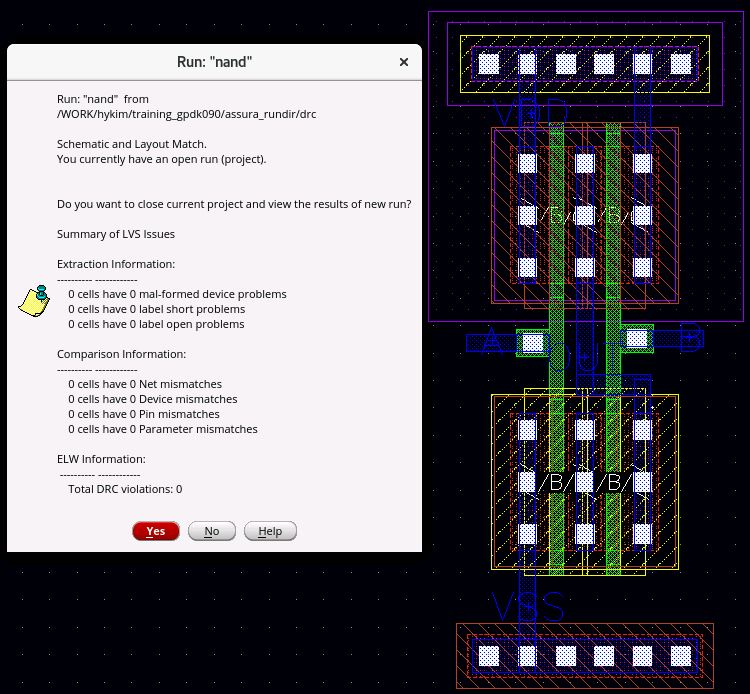 Run: "nand"
Run: "nand" from
/WORK/hykim/training_gpdk090/assura_rundir/drc
Schematic and Layout Match.
You currently have an open run (project).
Do you want to close current project and view the results of new run?
Summary of LVS Issues
Extraction Information:
---------- ------------
0 cells have 0 mal-formed device problems
0 cells have 0 label short problems
0 cells have 0 label open problems
Comparison Information:
---------- ------------
0 cells have 0 Net mismatches
0 cells have 0 Device mismatches
0 cells have 0 Pin mismatches
0 cells have 0 Parameter mismatches
ELW Information:
---------- ------------
Total DRC violations: 0
Yes No Help
VDD
/B/ /B/
A B
/B/ /B/
VSS